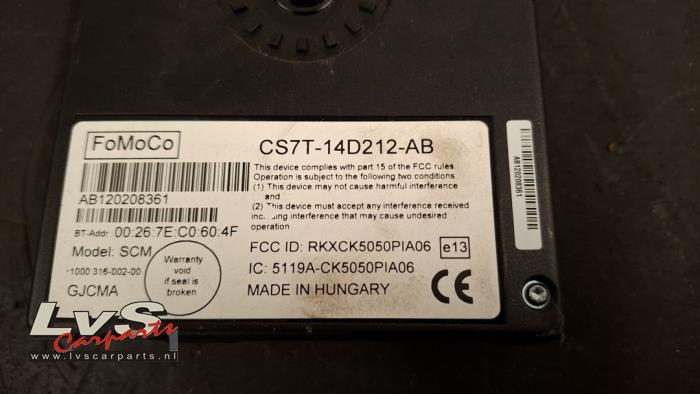 FoMoCo
CS7T-14D212-AB
This device complies with part 15 of the FCC rules
Operation is subject to the following two conditions
(1) This device may not cause harmful interference
and
(2) This device must accept any interference received
including interference that may cause undesired
operation
AB120208361
BT-Addr 00:26:7E:C0:60:4F
Model: SCM
1000 316-002-00
GJCMA
Warranty
void
if seal is
broken
FCC ID: RKXCK5050PIA06
e13
IC: 5119A-CK5050PIA06
MADE IN HUNGARY
CE
AB120208361
LvS
Carparts
www.lvscarparts.nl